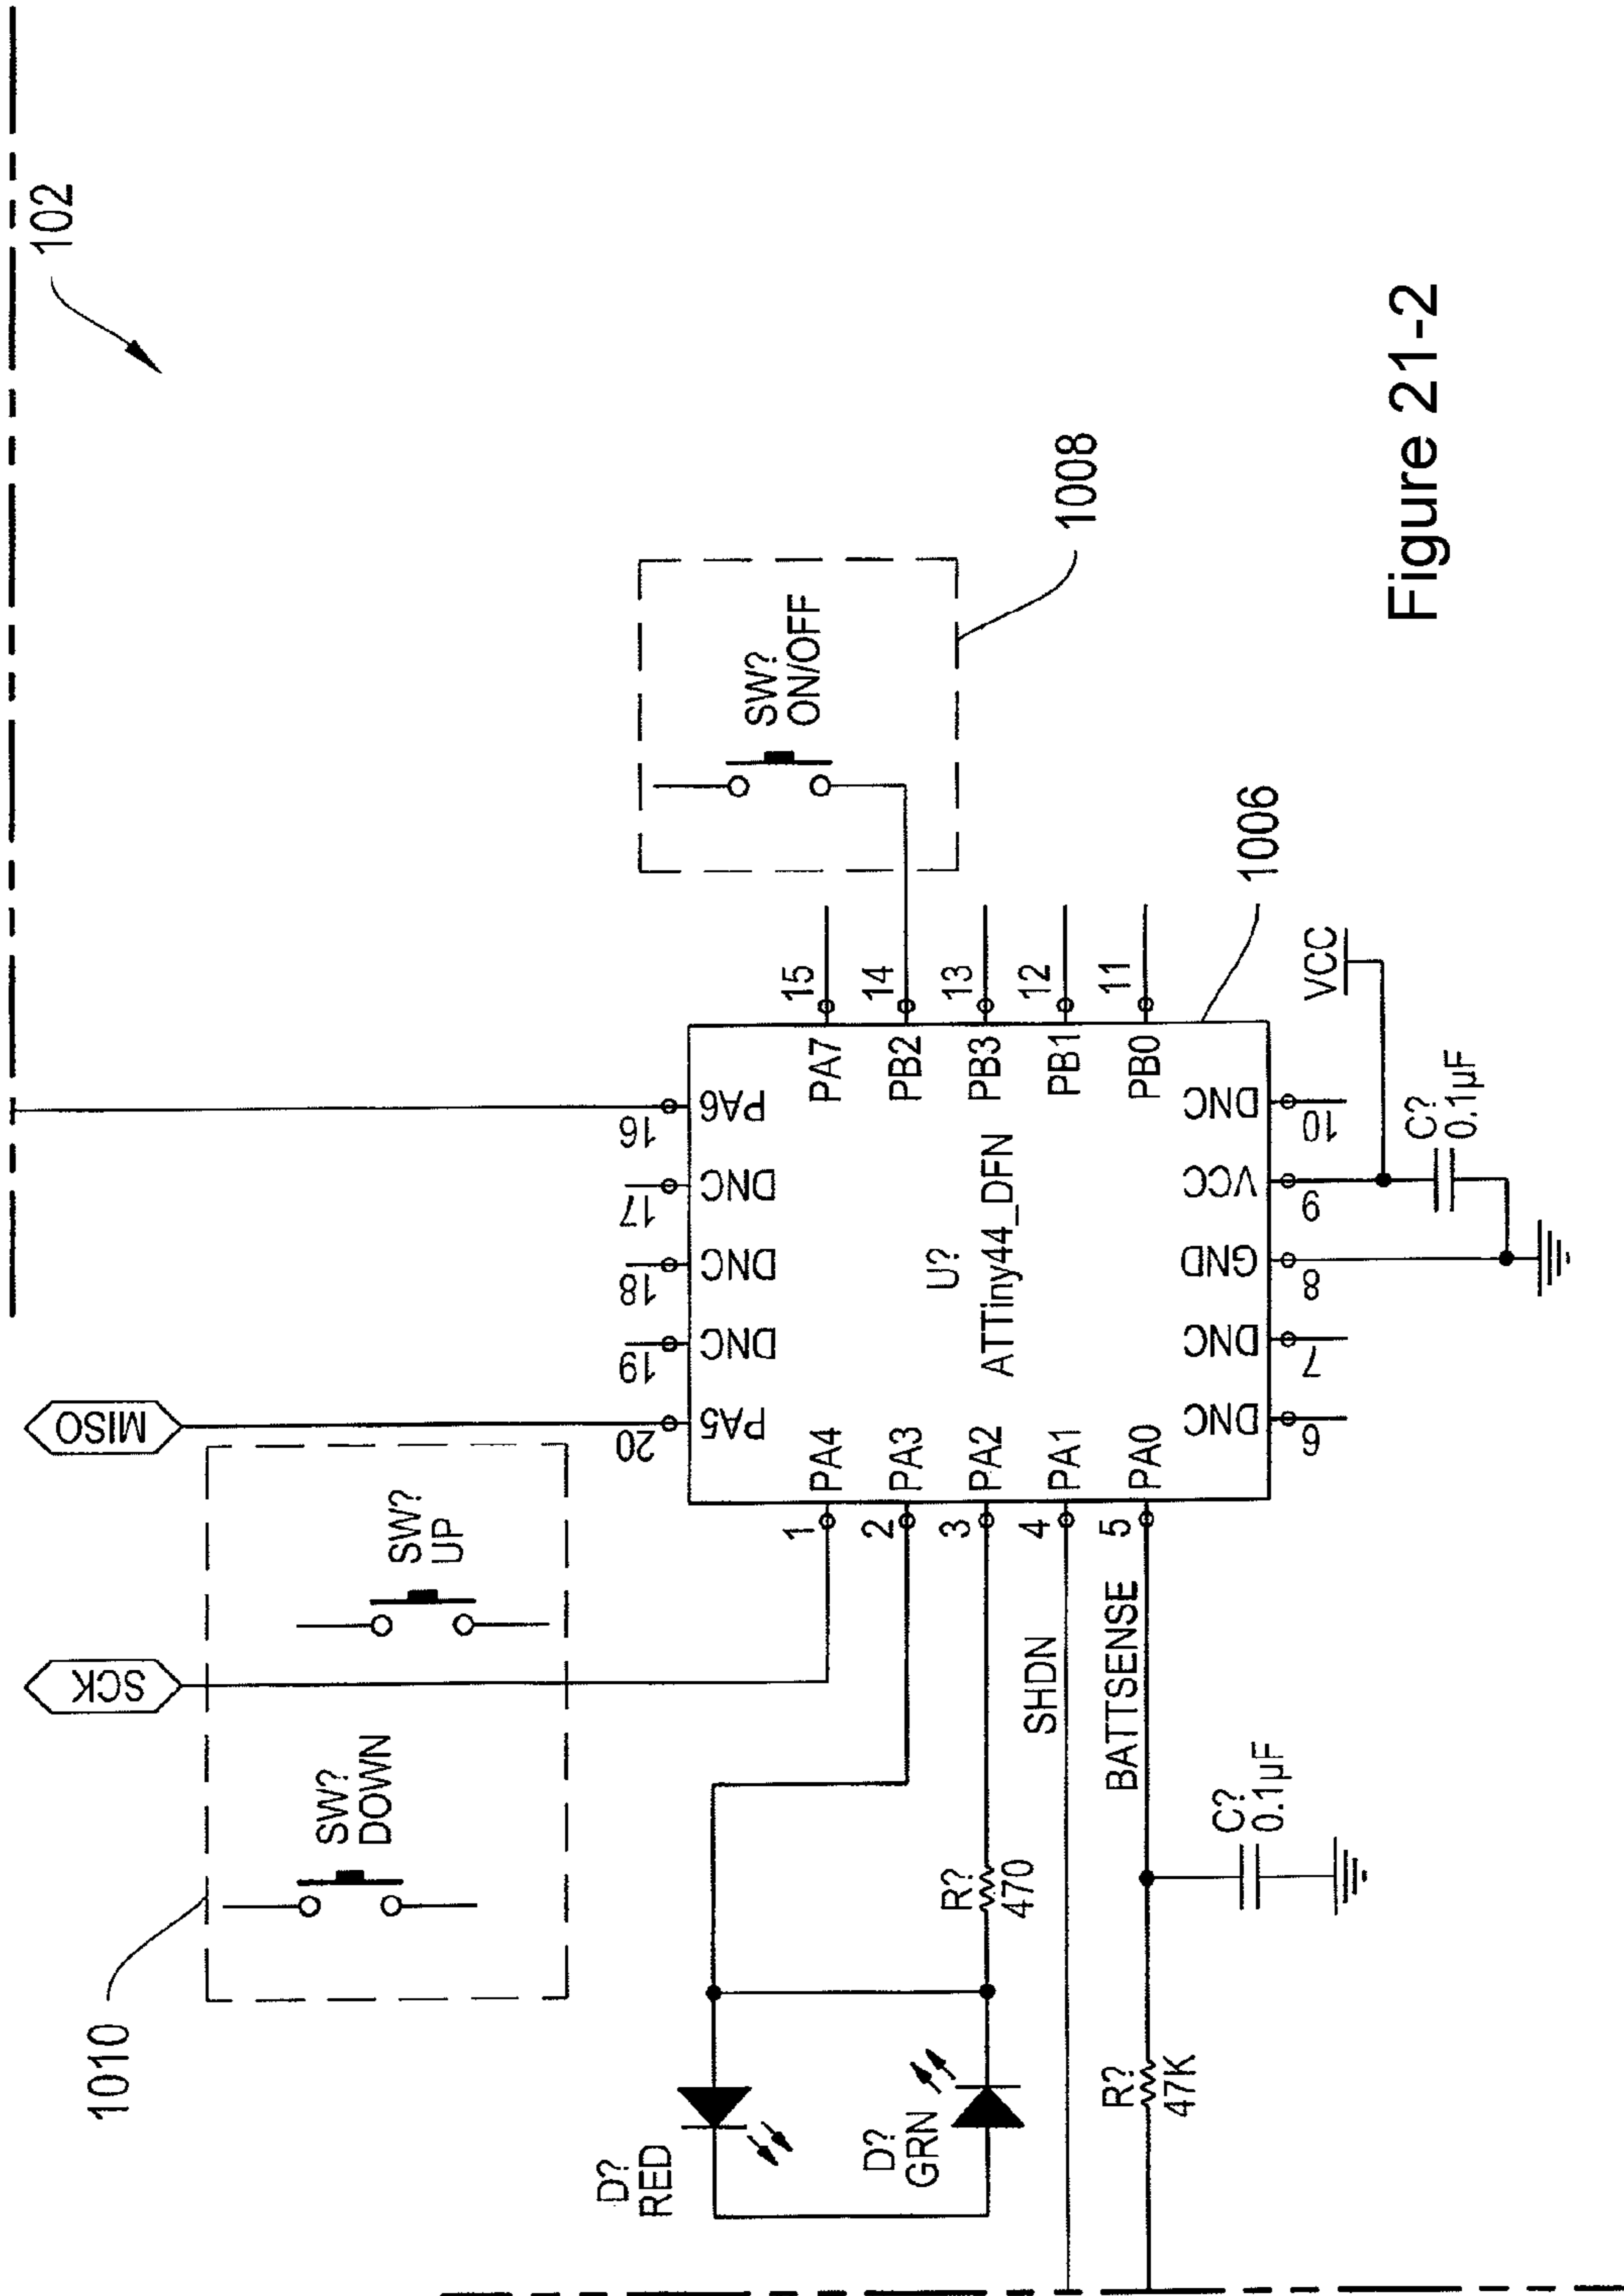 102
MISO
SCK
1010
SW?
DOWN
SW?
UP
SW?
ON/OFF
1008
D?
RED
D?
GRN
R?
470
SHDN
BATTSENSE
R?
47K
C?
0.1µF
20
19
18
17
16
PA5
DNC
DNC
DNC
PA6
1
PA4
2
PA3
3
PA2
4
PA1
5
PA0
U?
ATTiny44_DFN
PA7
15
PB2
14
PB3
13
PB1
12
PB0
11
DNC
DNC
GND
VCC
DNC
6
7
8
9
10
1006
VCC
C?
0.1µF
Figure 21-2